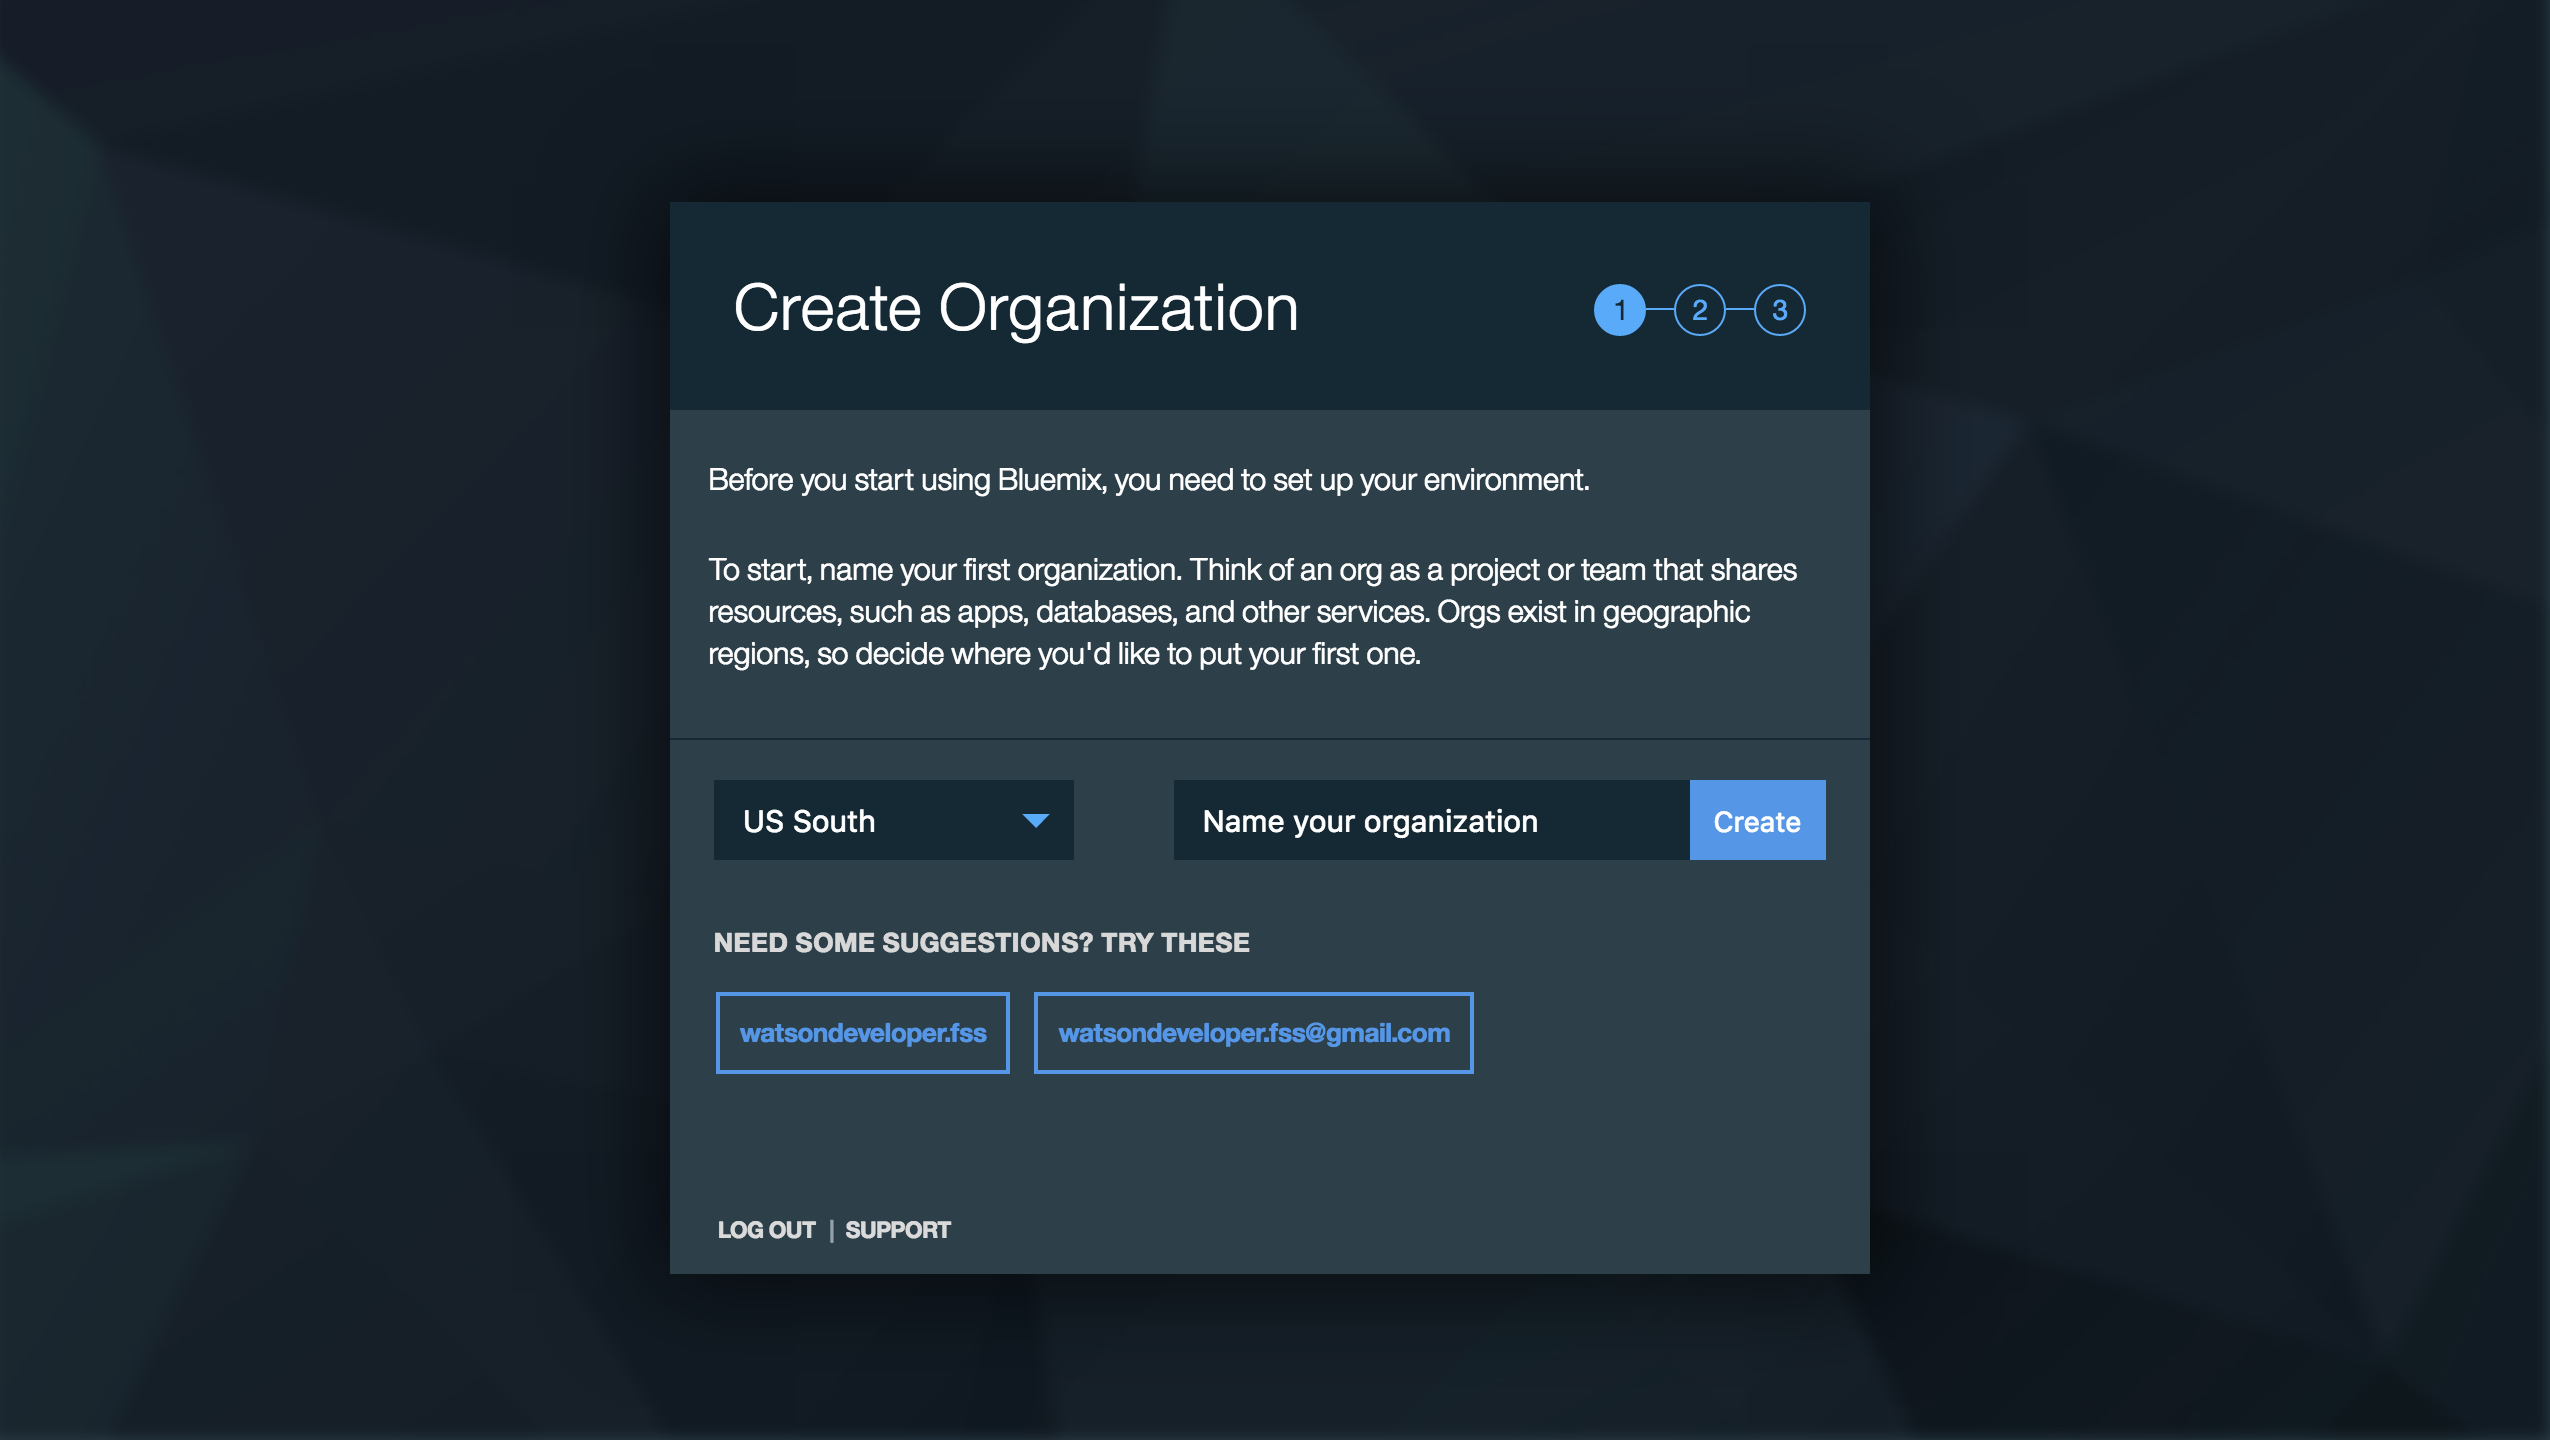 Create Organization
1 2 3
Before you start using Bluemix, you need to set up your environment.
To start, name your first organization. Think of an org as a project or team that shares
resources, such as apps, databases, and other services. Orgs exist in geographic
regions, so decide where you'd like to put your first one.
US South
Name your organization
Create
NEED SOME SUGGESTIONS? TRY THESE
watsondeveloper.fss
watsondeveloper.fss@gmail.com
LOG OUT | SUPPORT